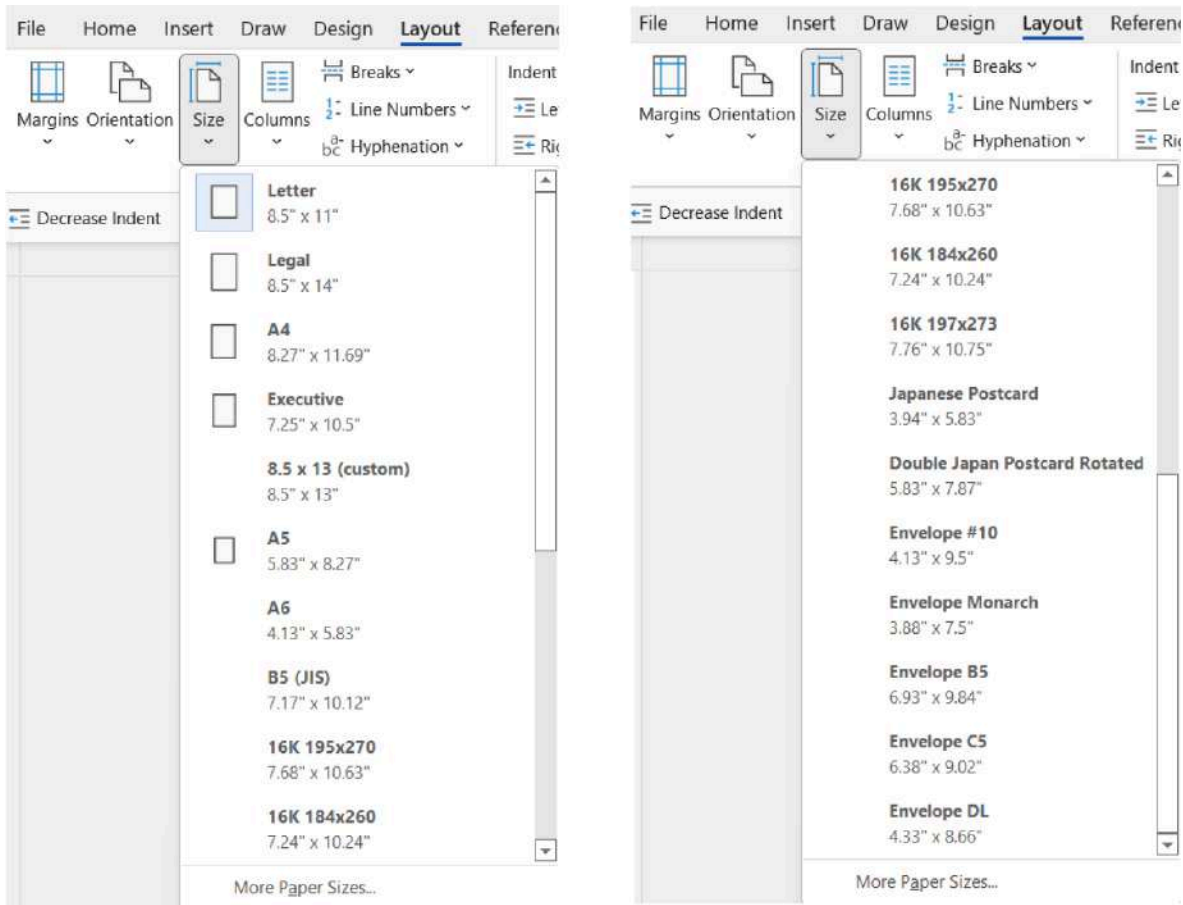 File Home Insert Draw Design Layout
Margins Orientation Size Columns
Breaks
Line Numbers
Hyphenation
Indent
Decrease Indent
Letter
8.5" x 11"
Legal
8.5" x 14"
A4
8.27" x 11.69"
Executive
7.25" x 10.5"
8.5 x 13 (custom)
8.5" x 13"
A5
5.83" x 8.27"
A6
4.13" x 5.83"
B5 (JIS)
7.17" x 10.12"
16K 195x270
7.68" x 10.63"
16K 184x260
7.24" x 10.24"
More Paper Sizes...
File Home Insert Draw Design Layout
Margins Orientation Size Columns
Breaks
Line Numbers
Hyphenation
Indent
Decrease Indent
16K 195x270
7.68" x 10.63"
16K 184x260
7.24" x 10.24"
16K 197x273
7.76" x 10.75"
Japanese Postcard
3.94" x 5.83"
Double Japan Postcard Rotated
5.83" x 7.87"
Envelope #10
4.13" x 9.5"
Envelope Monarch
3.88" x 7.5"
Envelope B5
6.93" x 9.84"
Envelope C5
6.38" x 9.02"
Envelope DL
4.33" x 8.66"
More Paper Sizes...